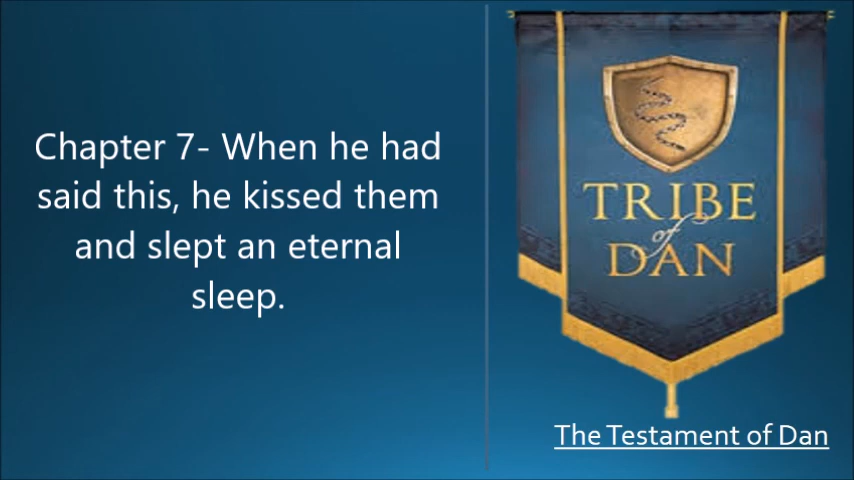 Chapter 7- When he had
said this, he kissed them
and slept an eternal
sleep.
TRIBE
of
DAN
The Testament of Dan